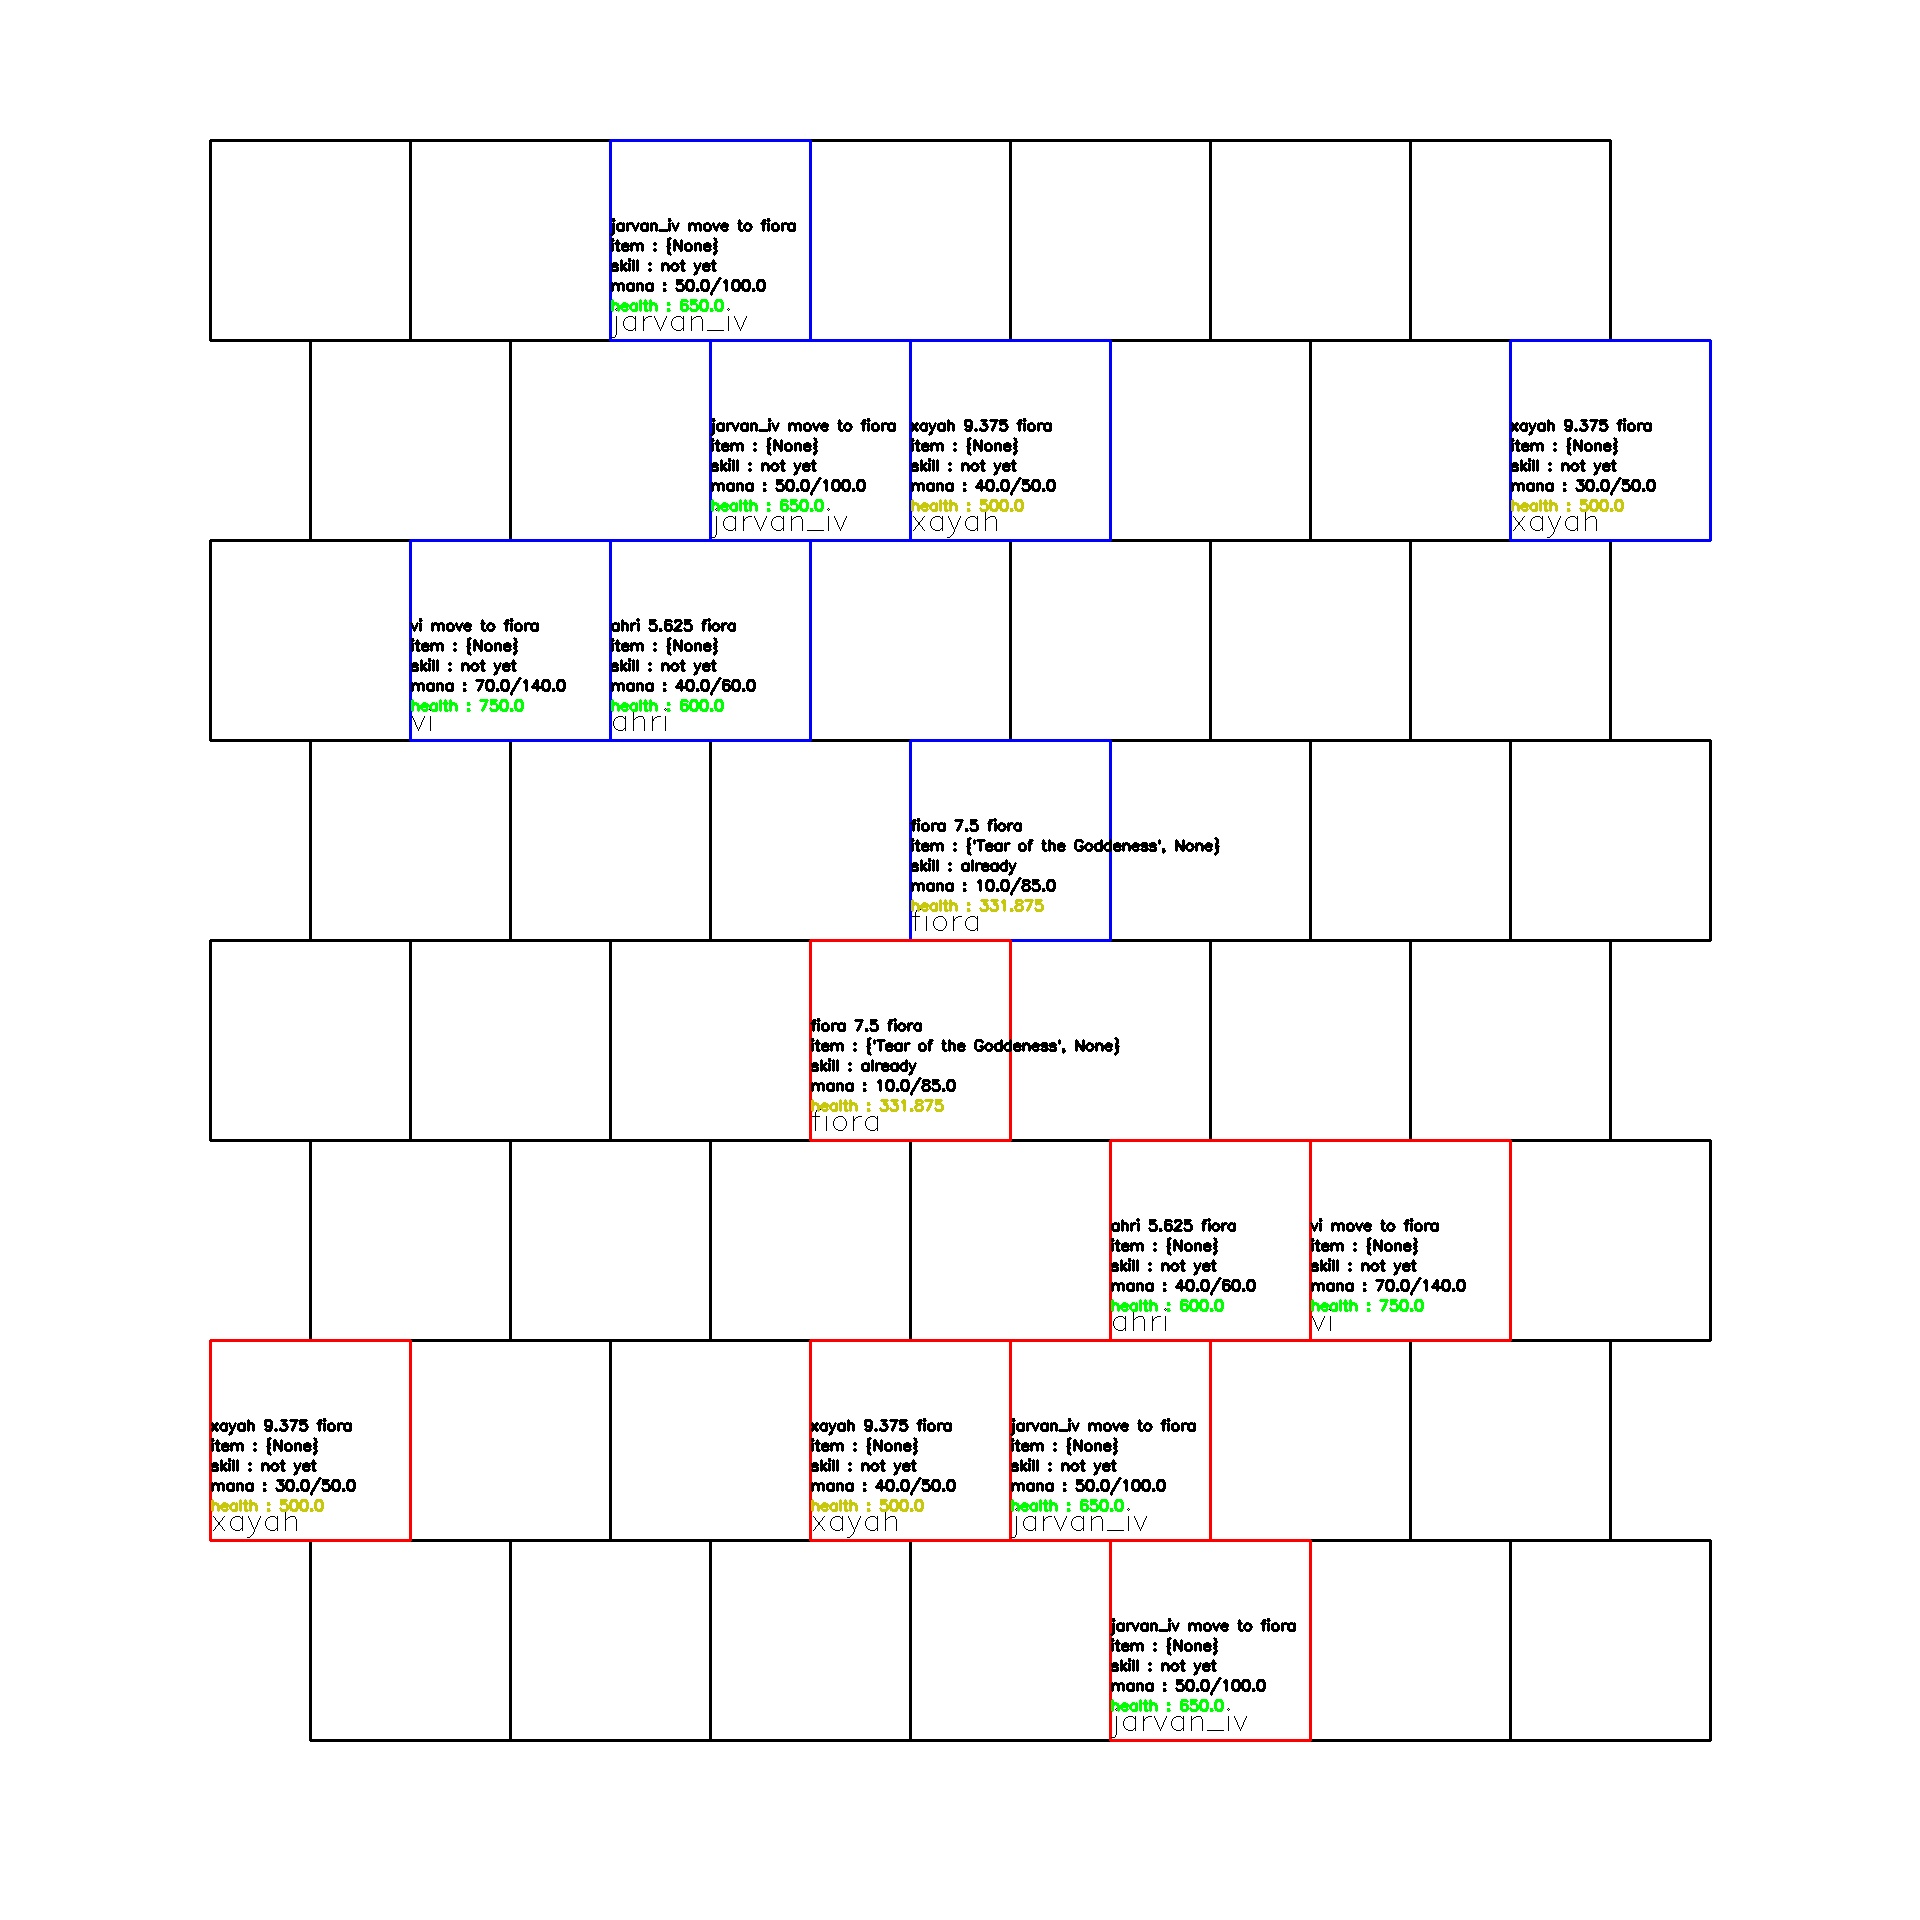 jarvan_iv move to fiora
item : {None}
skill : not yet
mana : 50.0/100.0
health : 650.0
jarvan_iv
jarvan_iv move to fiora
item : {None}
skill : not yet
mana : 50.0/100.0
health : 650.0
jarvan_iv
xayah 9.375 fiora
item : {None}
skill : not yet
mana : 40.0/50.0
health : 500.0
xayah
xayah 9.375 fiora
item : {None}
skill : not yet
mana : 30.0/50.0
health : 500.0
xayah
vi move to fiora
item : {None}
skill : not yet
mana : 70.0/140.0
health : 750.0
vi
ahri 5.625 fiora
item : {None}
skill : not yet
mana : 40.0/60.0
health : 600.0
ahri
fiora 7.5 fiora
item : {'Tear of the Goddeness', None}
skill : already
mana : 10.0/85.0
health : 331.875
fiora
fiora 7.5 fiora
item : {'Tear of the Goddeness', None}
skill : already
mana : 10.0/85.0
health : 331.875
fiora
ahri 5.625 fiora
item : {None}
skill : not yet
mana : 40.0/60.0
health : 600.0
ahri
vi move to fiora
item : {None}
skill : not yet
mana : 70.0/140.0
health : 750.0
vi
xayah 9.375 fiora
item : {None}
skill : not yet
mana : 30.0/50.0
health : 500.0
xayah
xayah 9.375 fiora
item : {None}
skill : not yet
mana : 40.0/50.0
health : 500.0
xayah
jarvan_iv move to fiora
item : {None}
skill : not yet
mana : 50.0/100.0
health : 650.0
jarvan_iv
jarvan_iv move to fiora
item : {None}
skill : not yet
mana : 50.0/100.0
health : 650.0
jarvan_iv